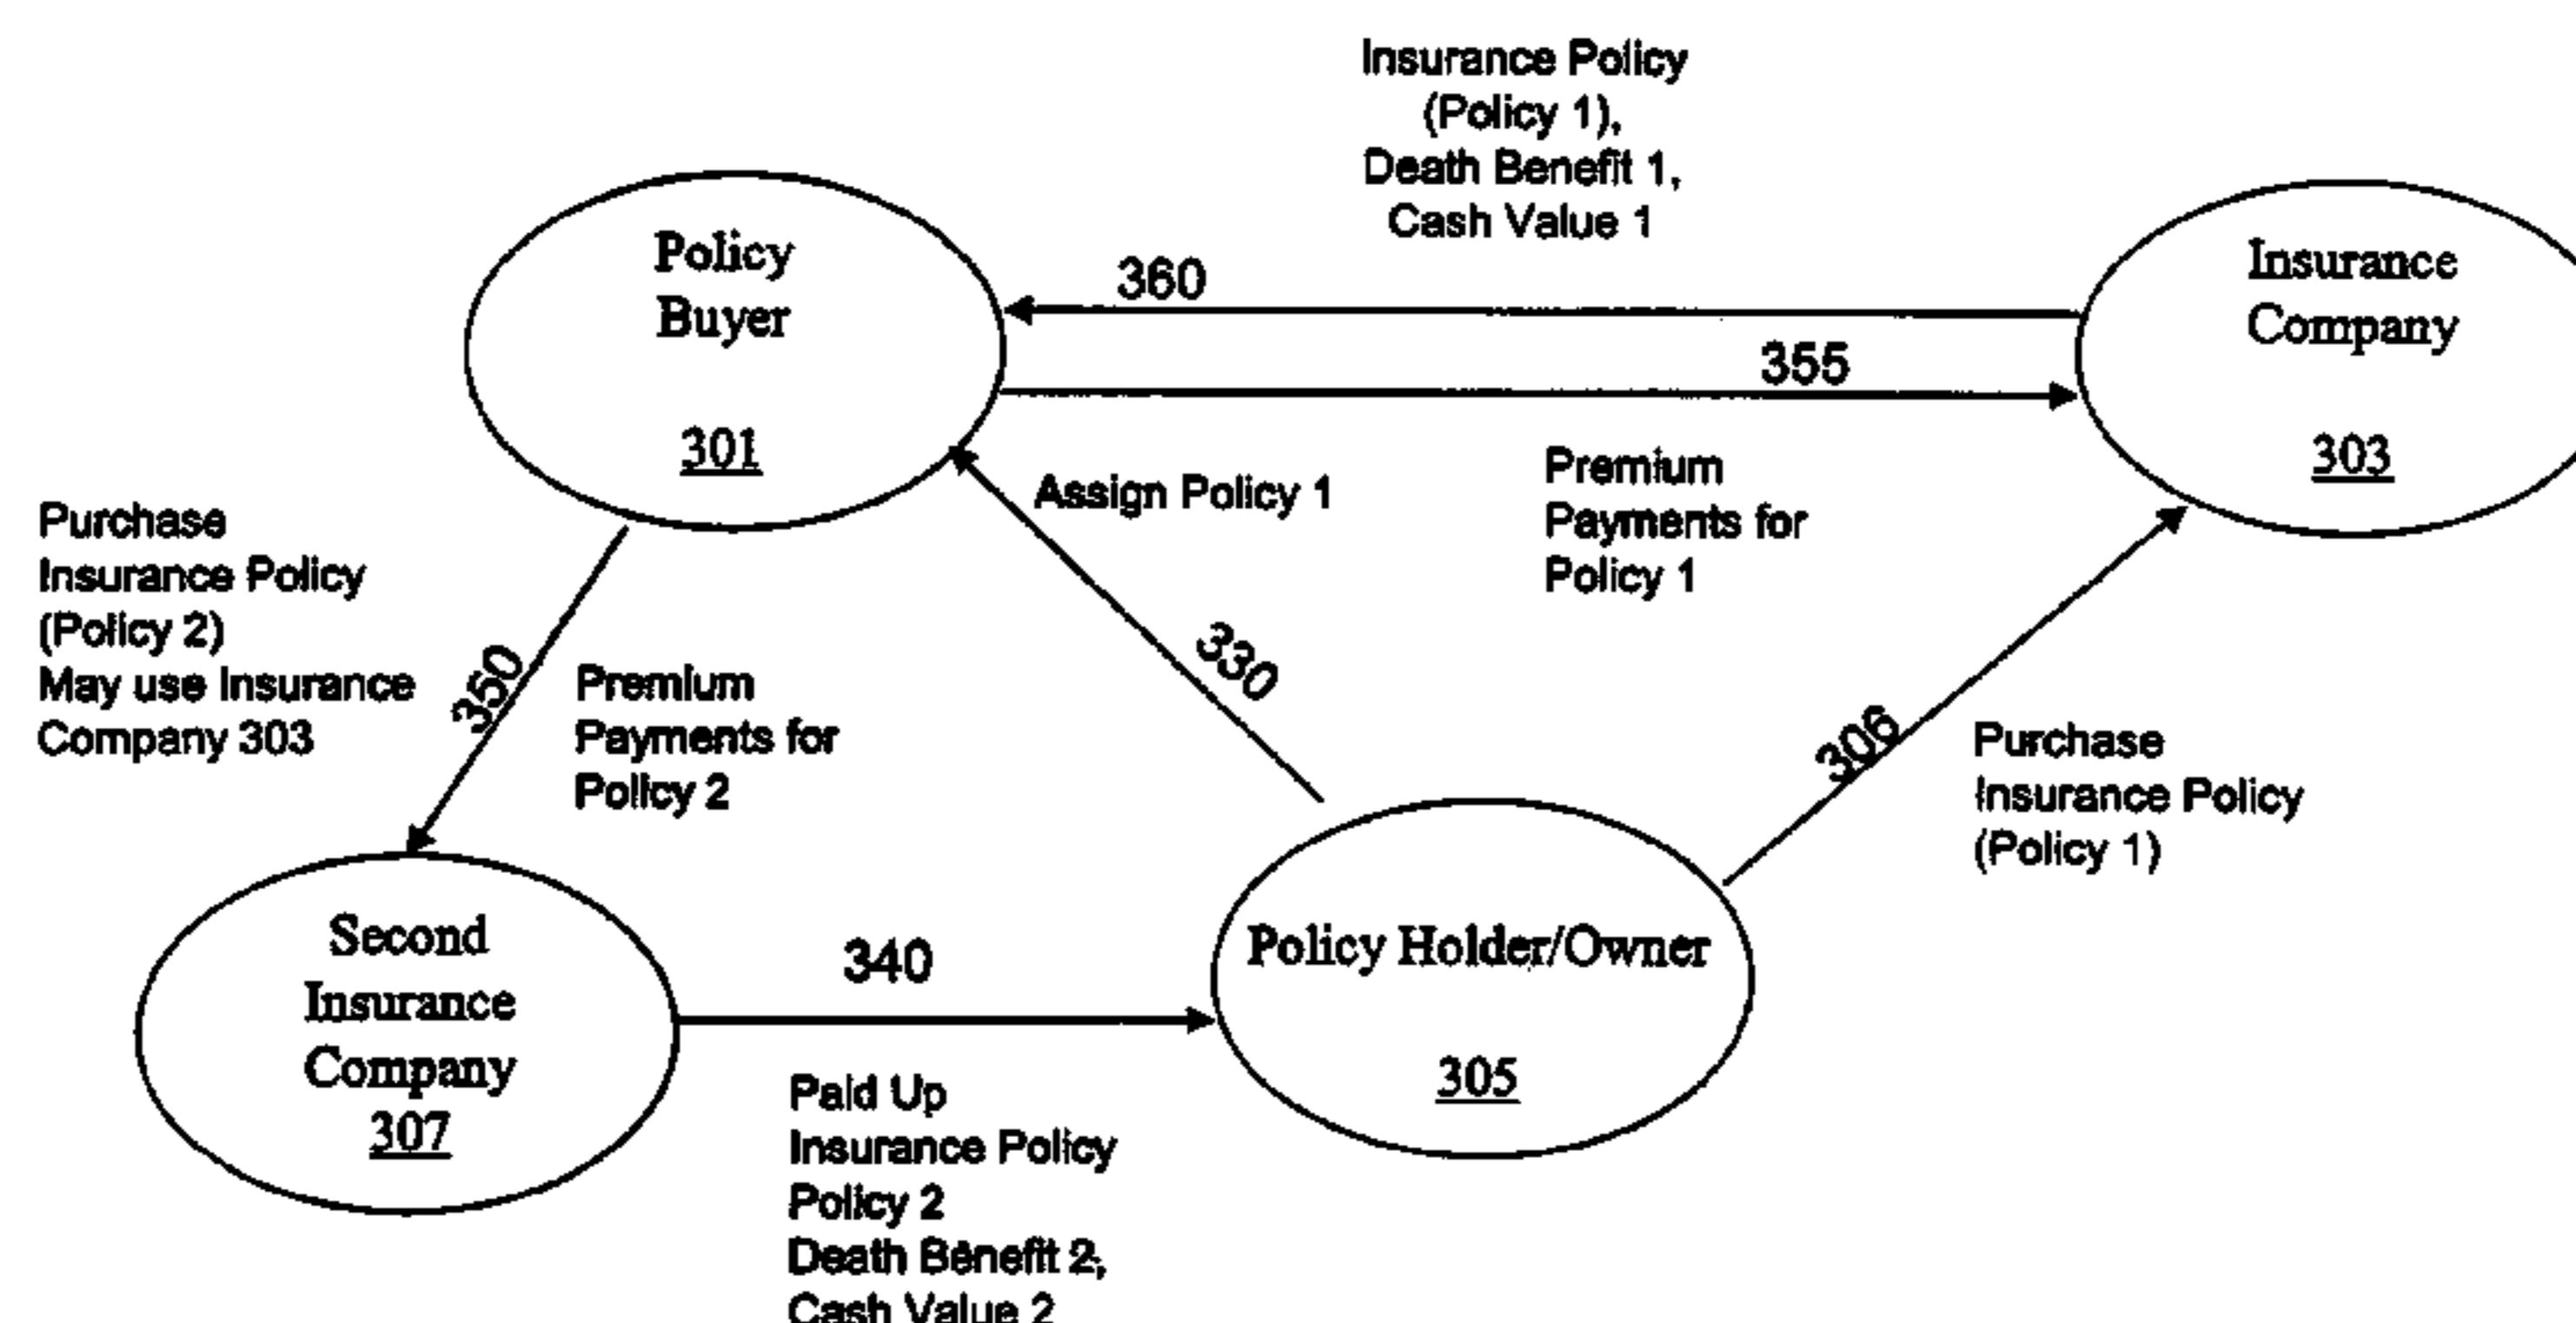 Insurance Policy
(Policy 1),
Death Benefit 1,
Cash Value 1
360
355
Policy
Buyer
301
Insurance
Company
303
Assign Policy 1
Premium
Payments for
Policy 1
Purchase
Insurance Policy
(Policy 2)
May use Insurance
Company 303
350
Premium
Payments for
Policy 2
330
306
Purchase
Insurance Policy
(Policy 1)
Second
Insurance
Company
307
340
Paid Up
Insurance Policy
Policy 2
Death Benefit 2,
Cash Value 2
Policy Holder/Owner
305